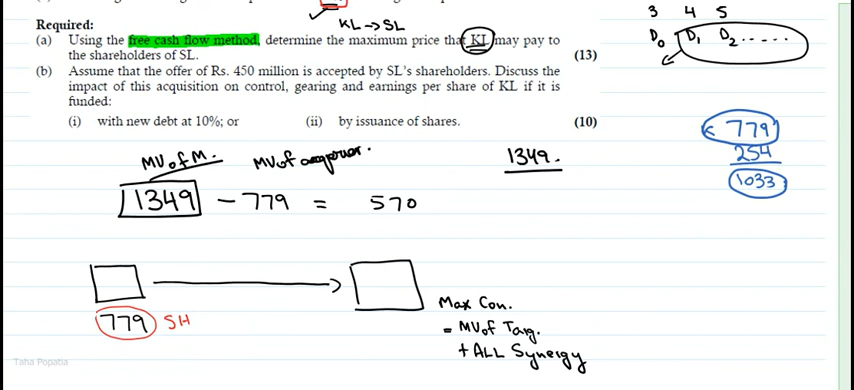 Required:
KL → SL
(a) Using the free cash flow method, determine the maximum price that KL may pay to
the shareholders of SL. (13)
(b) Assume that the offer of Rs. 450 million is accepted by SL's shareholders. Discuss the
impact of this acquisition on control, gearing and earnings per share of KL if it is
funded:
(i) with new debt at 10%; or (ii) by issuance of shares. (10)
3 4 5
D0 D1 D2 .....
779
254
1033
MV of M. MV of
1349.
1349 - 779 = 570
779 SH
Max Con.
= MV of Targ.
+ ALL Synergy
Taha Popatia